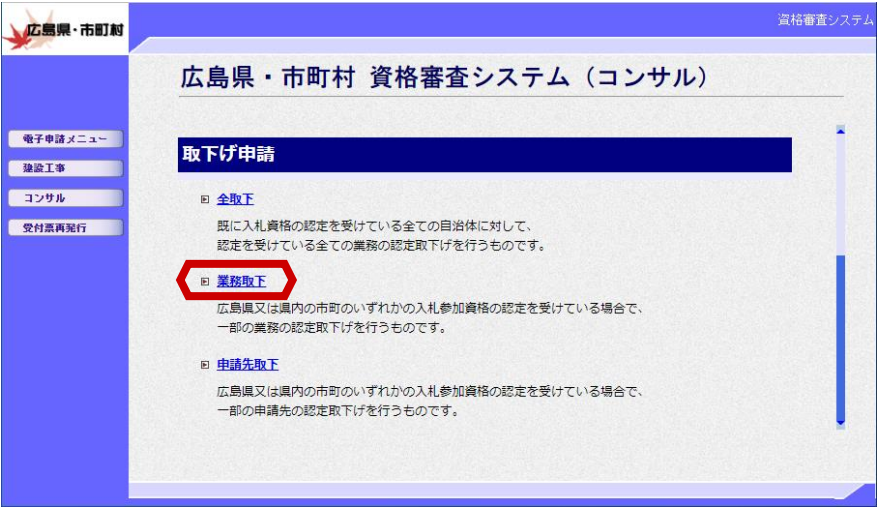 広島県・市町村
資格審査システム
広島県・市町村 資格審査システム（コンサル）
電子申請メニュー
建設工事
コンサル
受付票再発行
取下げ申請
全取下
既に入札資格の認定を受けている全ての自治体に対して、
認定を受けている全ての業務の認定取下げを行うものです。
業務取下
広島県又は県内の市町のいずれかの入札参加資格の認定を受けている場合で、
一部の業務の認定取下げを行うものです。
申請先取下
広島県又は県内の市町のいずれかの入札参加資格の認定を受けている場合で、
一部の申請先の認定取下げを行うものです。